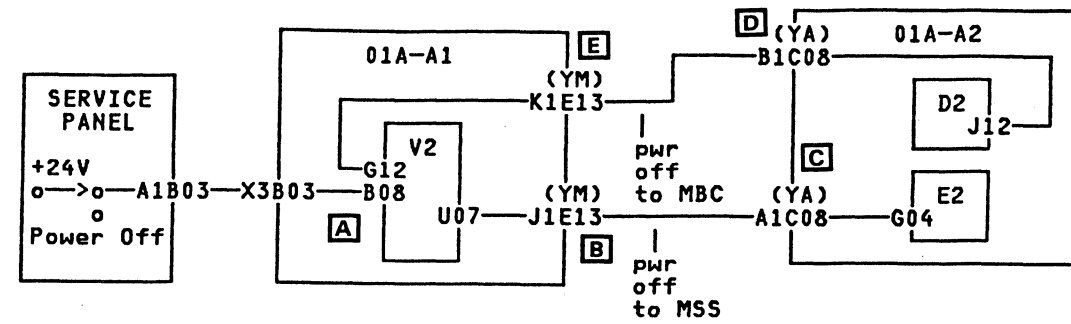 D
(YA)
01A-A2
B1C08
E
01A-A1
(YM)
K1E13
SERVICE
PANEL
D2
J12
V2
C
pwr
off
to MBC
+24V
G12
o—>o—A1B03—X3B03—B08
o
(YM)
(YA)
E2
Power Off
A
U07
J1E13
A1C08
G04
B
pwr
off
to MSS